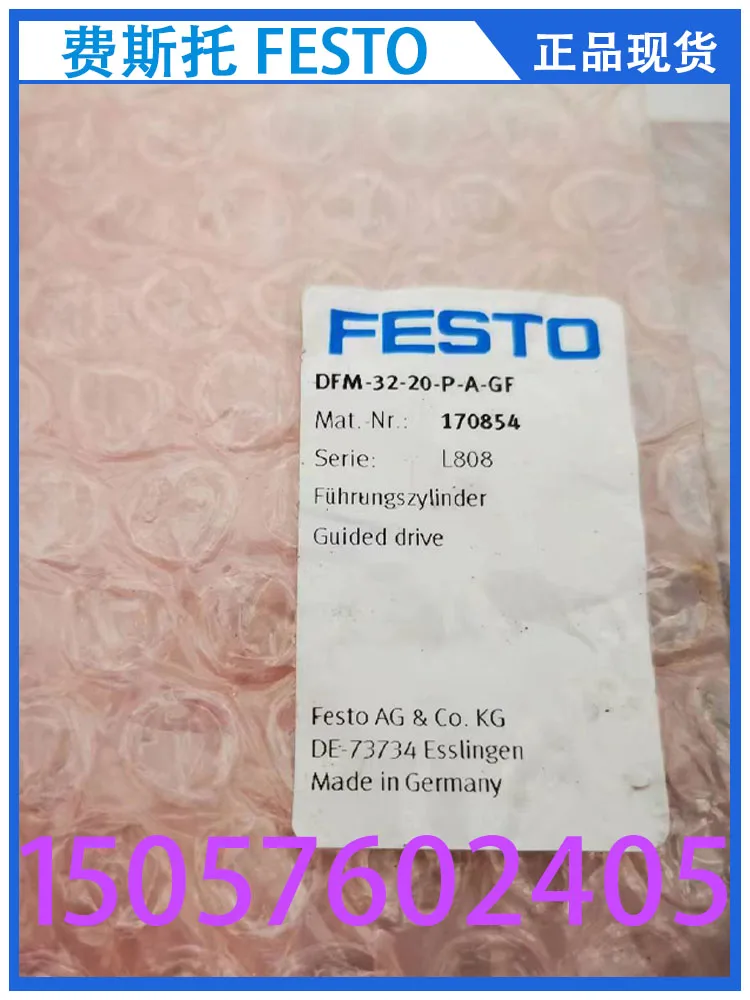 费斯托 FESTO
正品现货
FESTO
DFM-32-20-P-A-GF
Mat.-Nr.: 170854
Serie: L808
Führungszylinder
Guided drive
Festo AG & Co. KG
DE-73734 Esslingen
Made in Germany
15057602405